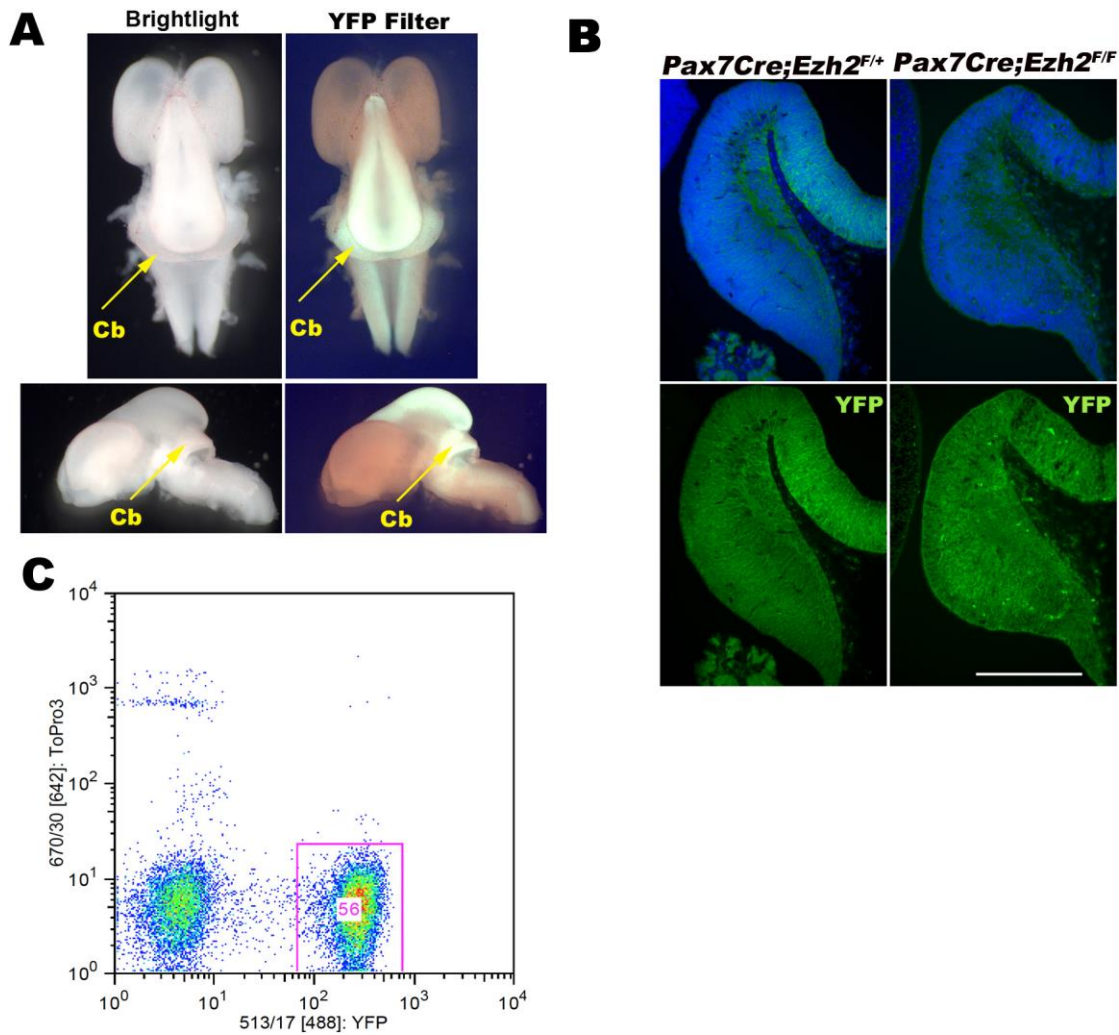 A
Brightlight YFP Filter
Cb Cb
Cb Cb
B
Pax7Cre;Ezh2F/+ Pax7Cre;Ezh2F/F
YFP YFP
C
10⁴
10³
10²
10¹
10⁰
670/30 [642]: ToPro3
56
10⁰ 10¹ 10² 10³ 10⁴
513/17 [488]: YFP